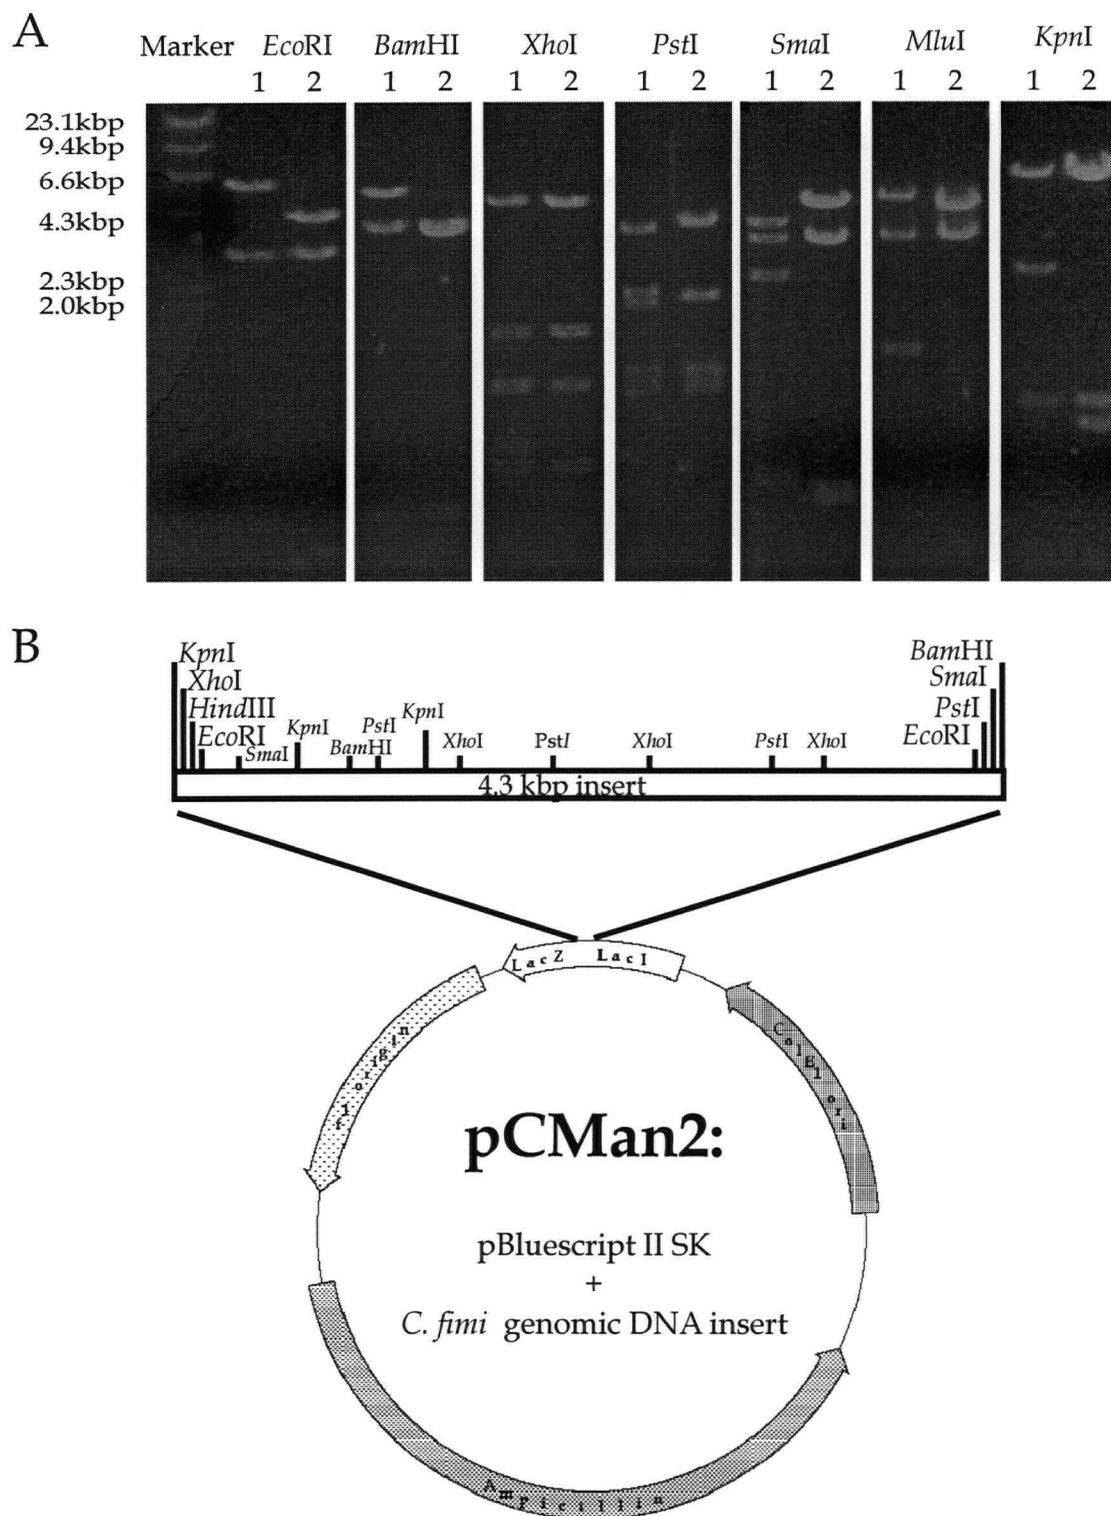 A
Marker EcoRI BamHI XhoI PstI SmaI MluI KpnI
1 2 1 2 1 2 1 2 1 2 1 2 1 2
23.1kbp
9.4kbp
6.6kbp
4.3kbp
2.3kbp
2.0kbp
B
KpnI
XhoI
HindIII
EcoRI
SmaI
KpnI
BamHI
PstI
KpnI
XhoI
PstI
XhoI
PstI
XhoI
BamHI
SmaI
PstI
EcoRI
4.3 kbp insert
LacZ LacI
f1 origin
ColE1 ori
pCMan2:
pBluescript II SK
+
C. fimi genomic DNA insert
Ampicillin